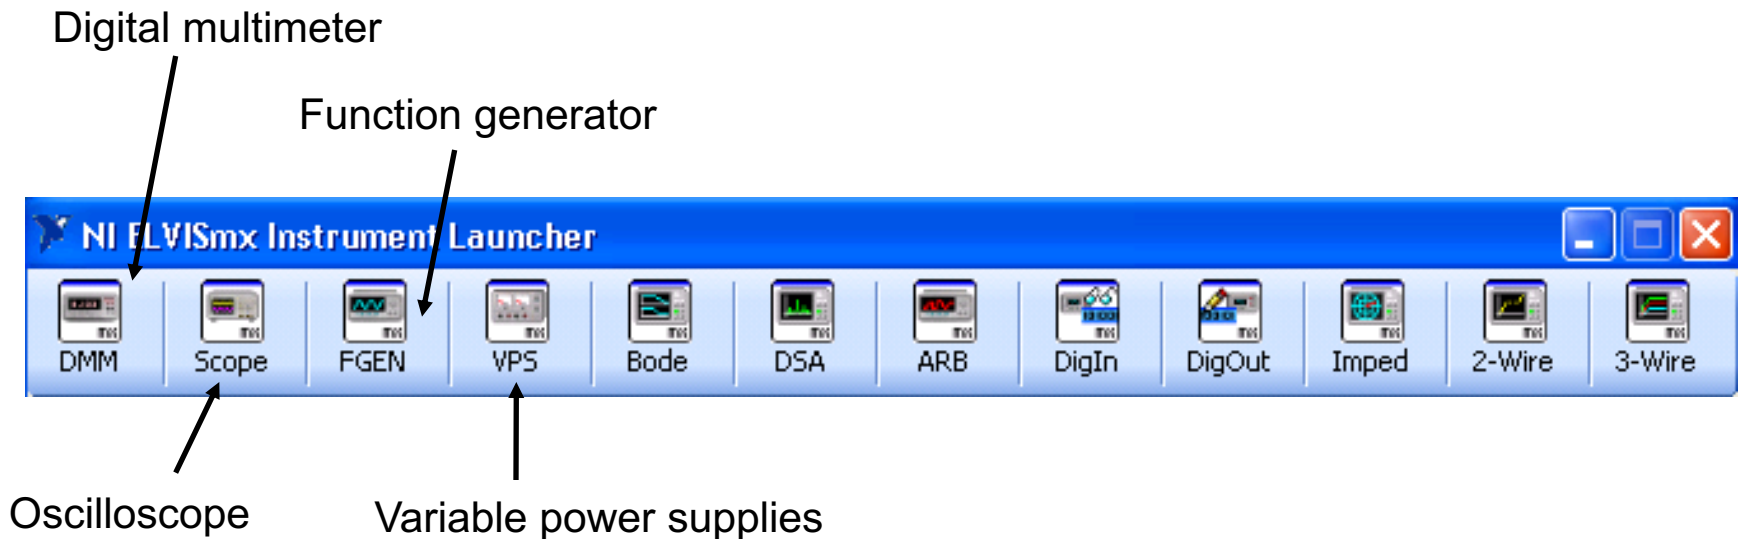 Digital multimeter
Function generator
NI ELVISmx Instrument Launcher
DMM
Scope
FGEN
VPS
Bode
DSA
ARB
DigIn
DigOut
Imped
2-Wire
3-Wire
Oscilloscope
Variable power supplies